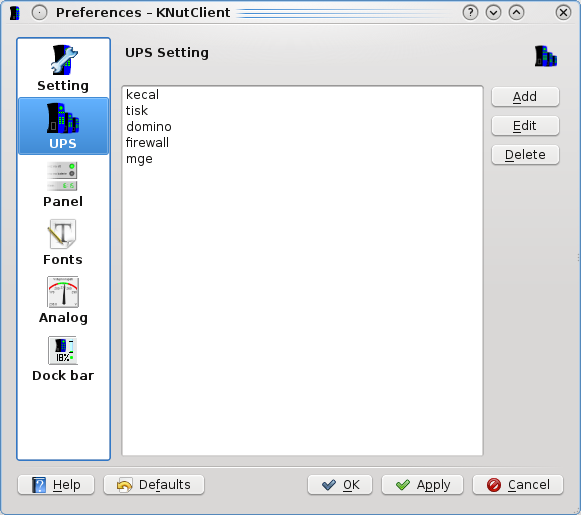 Preferences – KNutClient
Setting
UPS
Panel
Fonts
Analog
Dock bar
18%
UPS Setting
kecal
tisk
domino
firewall
mge
Add
Edit
Delete
Help
Defaults
OK
Apply
Cancel